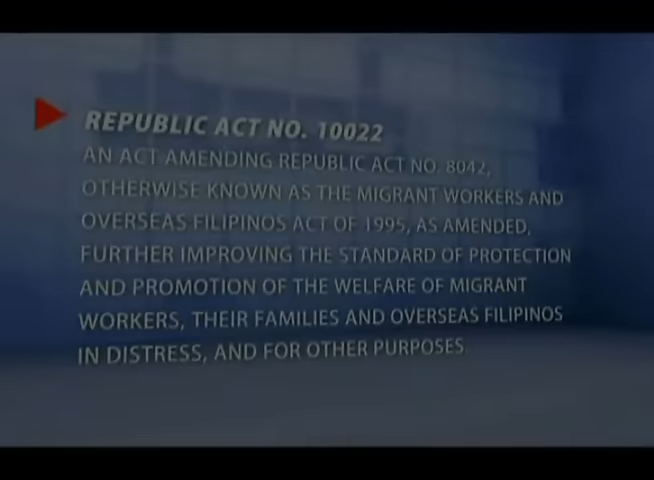 REPUBLIC ACT NO. 10022
AN ACT AMENDING REPUBLIC ACT NO. 8042,
OTHERWISE KNOWN AS THE MIGRANT WORKERS AND
OVERSEAS FILIPINOS ACT OF 1995, AS AMENDED,
FURTHER IMPROVING THE STANDARD OF PROTECTION
AND PROMOTION OF THE WELFARE OF MIGRANT
WORKERS, THEIR FAMILIES AND OVERSEAS FILIPINOS
IN DISTRESS, AND FOR OTHER PURPOSES